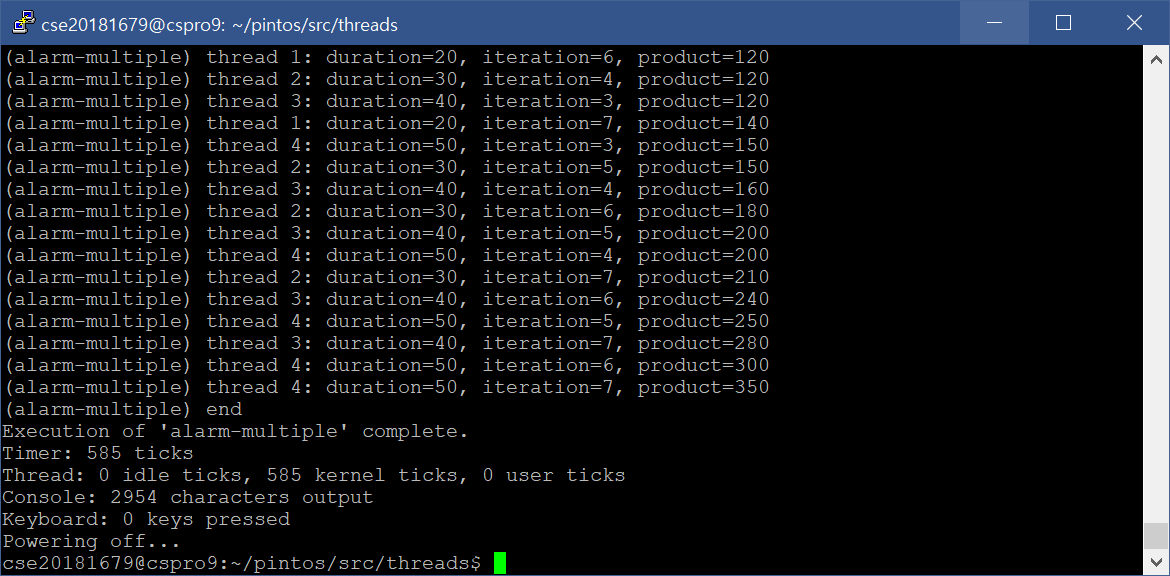 cse20181679@cspro9: ~/pintos/src/threads
(alarm-multiple) thread 1: duration=20, iteration=6, product=120
(alarm-multiple) thread 2: duration=30, iteration=4, product=120
(alarm-multiple) thread 3: duration=40, iteration=3, product=120
(alarm-multiple) thread 1: duration=20, iteration=7, product=140
(alarm-multiple) thread 4: duration=50, iteration=3, product=150
(alarm-multiple) thread 2: duration=30, iteration=5, product=150
(alarm-multiple) thread 3: duration=40, iteration=4, product=160
(alarm-multiple) thread 2: duration=30, iteration=6, product=180
(alarm-multiple) thread 3: duration=40, iteration=5, product=200
(alarm-multiple) thread 4: duration=50, iteration=4, product=200
(alarm-multiple) thread 2: duration=30, iteration=7, product=210
(alarm-multiple) thread 3: duration=40, iteration=6, product=240
(alarm-multiple) thread 4: duration=50, iteration=5, product=250
(alarm-multiple) thread 3: duration=40, iteration=7, product=280
(alarm-multiple) thread 4: duration=50, iteration=6, product=300
(alarm-multiple) thread 4: duration=50, iteration=7, product=350
(alarm-multiple) end
Execution of 'alarm-multiple' complete.
Timer: 585 ticks
Thread: 0 idle ticks, 585 kernel ticks, 0 user ticks
Console: 2954 characters output
Keyboard: 0 keys pressed
Powering off...
cse20181679@cspro9:~/pintos/src/threads$